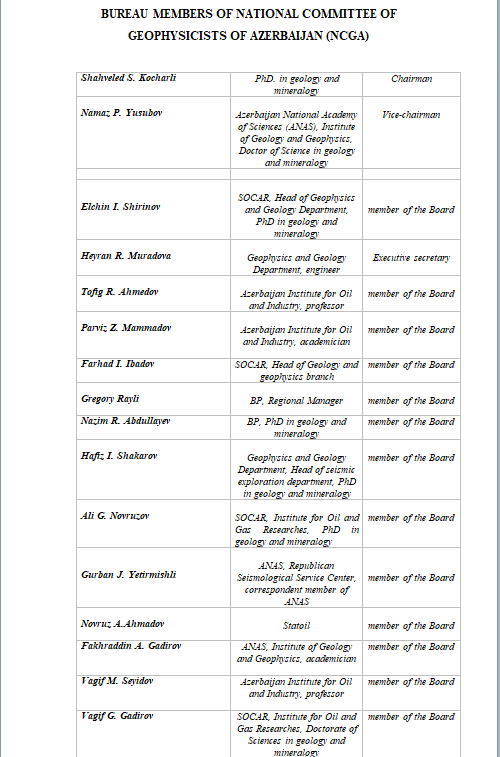 BUREAU MEMBERS OF NATIONAL COMMITTEE OF
GEOPHYSICISTS OF AZERBAIJAN (NCGA)
Shahveled S. Kocharli
PhD. in geology and
mineralogy
Chairman
Namaz P. Yusubov
Azerbaijan National Academy
of Sciences (ANAS), Institute
of Geology and Geophysics,
Doctor of Science in geology
and mineralogy
Vice-chairman
Elchin I. Shirinov
SOCAR, Head of Geophysics
and Geology Department,
PhD in geology and
mineralogy
member of the Board
Heyran R. Muradova
Geophysics and Geology
Department, engineer
Executive secretary
Tofig R. Ahmedov
Azerbaijan Institute for Oil
and Industry, professor
member of the Board
Parviz Z. Mammadov
Azerbaijan Institute for Oil
and Industry, academician
member of the Board
Farhad I. Ibadov
SOCAR, Head of Geology and
geophysics branch
member of the Board
Gregory Rayli
BP, Regional Manager
member of the Board
Nazim R. Abdullayev
BP, PhD in geology and
mineralogy
member of the Board
Hafiz I. Shakarov
Geophysics and Geology
Department, Head of seismic
exploration department, PhD
in geology and mineralogy
member of the Board
Ali G. Novruzov
SOCAR, Institute for Oil and
Gas Researches, PhD in
geology and mineralogy
member of the Board
Gurban J. Yetirmishli
ANAS, Republican
Seismological Service Center,
correspondent member of
ANAS
member of the Board
Novruz A.Ahmadov
Statoil
member of the Board
Fakhraddin A. Gadirov
ANAS, Institute of Geology
and Geophysics, academician
member of the Board
Vagif M. Seyidov
Azerbaijan Institute for Oil
and Industry, professor
member of the Board
Vagif G. Gadirov
SOCAR, Institute for Oil and
Gas Researches, Doctorate of
Sciences in geology and
mineralogy
member of the Board